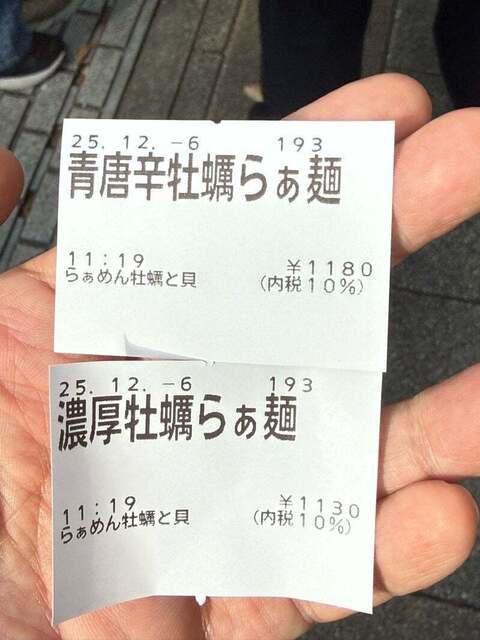 25. 12. -6 193
青唐辛牡蠣らぁ麺
11:19 ¥1180
らぁめん牡蠣と貝 (内税10%)
25. 12. -6 193
濃厚牡蠣らぁ麺
11:19 ¥1130
らぁめん牡蠣と貝 (内税10%)